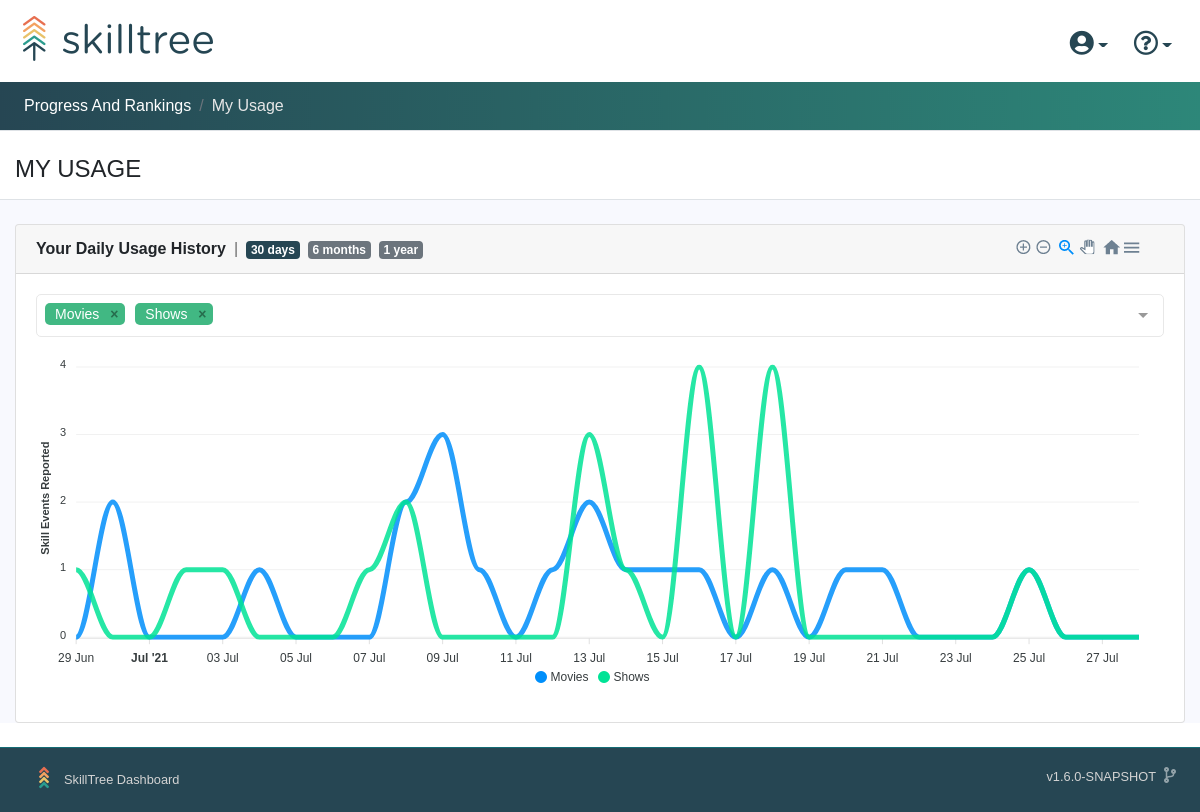 skilltree
Progress And Rankings / My Usage
MY USAGE
Your Daily Usage History | 30 days 6 months 1 year
Movies × Shows ×
4
3
2
1
0
Skill Events Reported
29 Jun Jul '21 03 Jul 05 Jul 07 Jul 09 Jul 11 Jul 13 Jul 15 Jul 17 Jul 19 Jul 21 Jul 23 Jul 25 Jul 27 Jul
Movies Shows
SkillTree Dashboard v1.6.0-SNAPSHOT